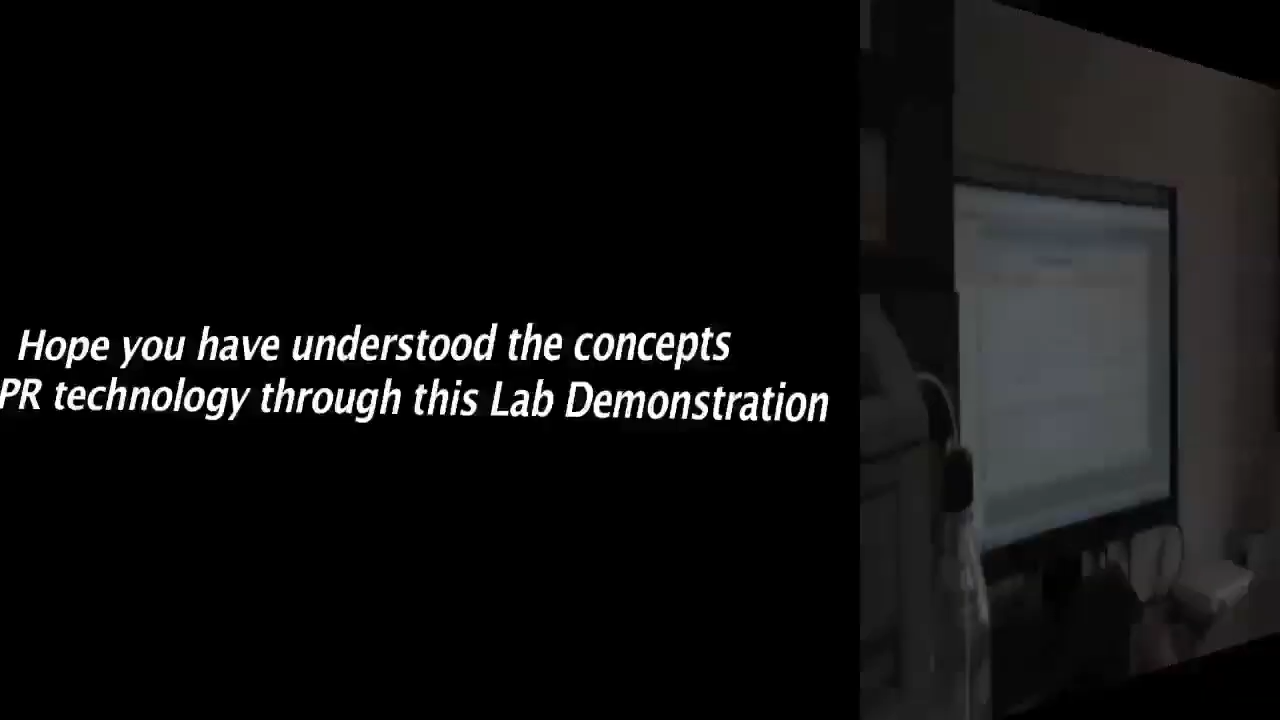 Hope you have understood the concepts
PR technology through this Lab Demonstration